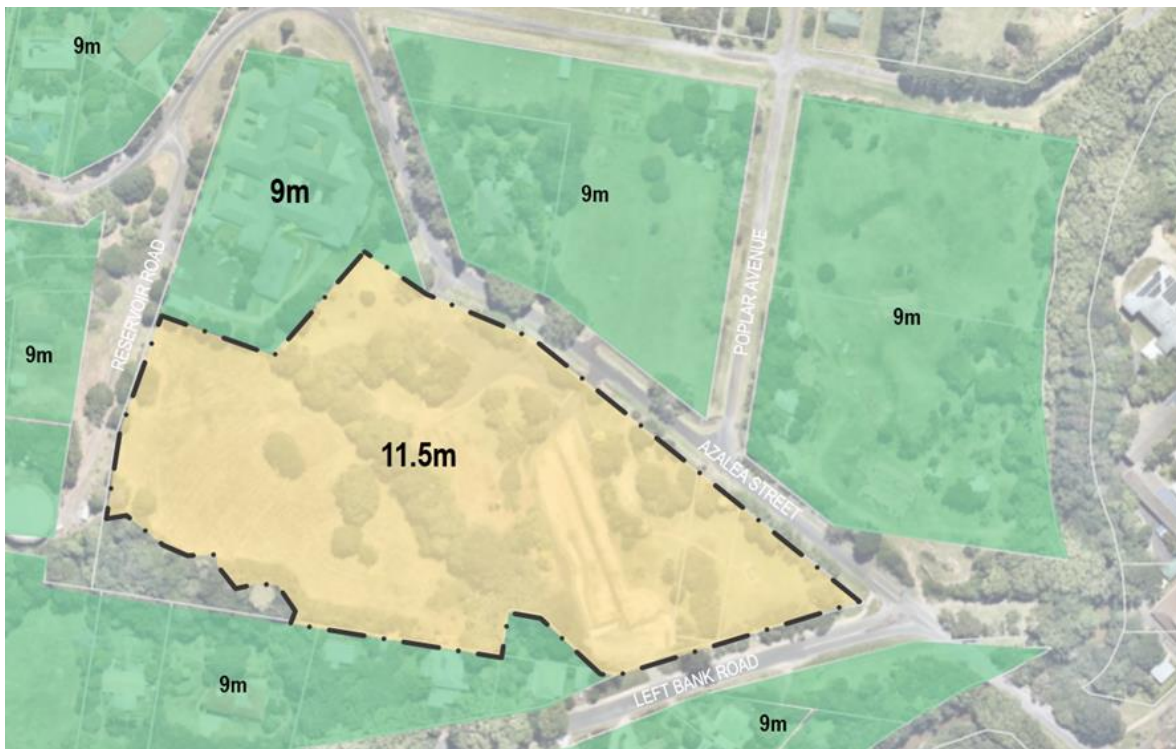 9m
9m
9m
POPLAR AVENUE
RESERVOIR ROAD
9m
9m
11.5m
AZALEA STREET
LEFT BANK ROAD
9m
9m